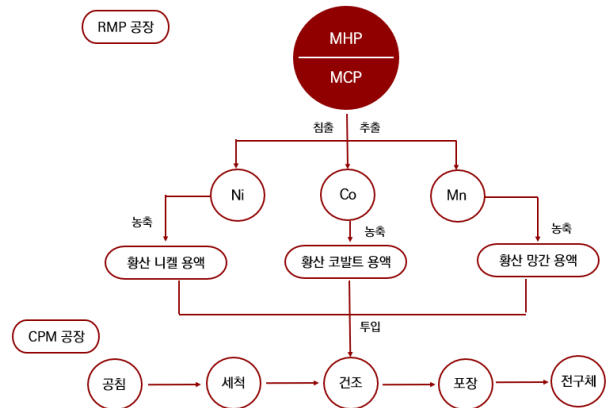 RMP 공장
MHP
MCP
침출 추출
Ni
Co
Mn
농축
농축
농축
황산 니켈 용액
황산 코발트 용액
황산 망간 용액
투입
CPM 공장
공침
세척
건조
포장
전구체